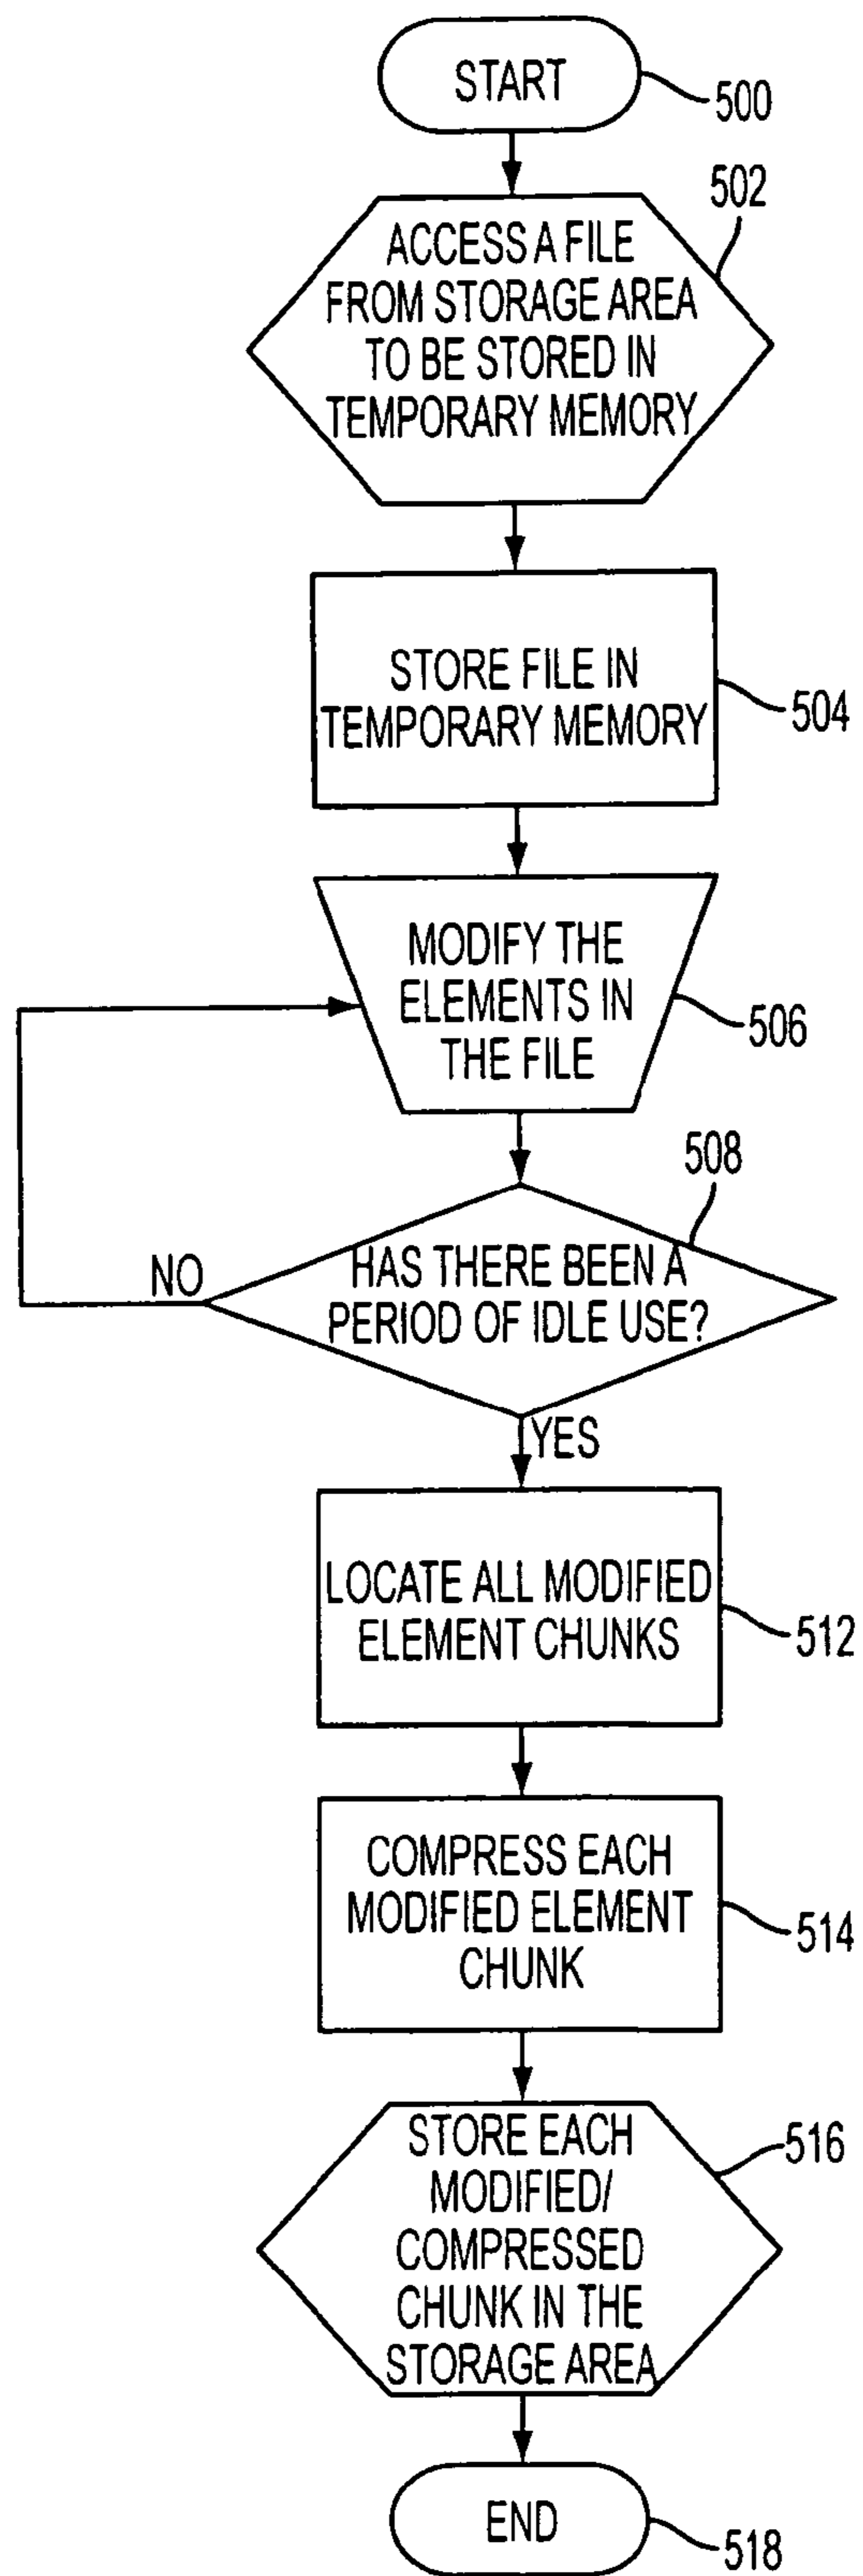 START
500
502
ACCESS A FILE
FROM STORAGE AREA
TO BE STORED IN
TEMPORARY MEMORY
STORE FILE IN
TEMPORARY MEMORY
504
MODIFY THE
ELEMENTS IN
THE FILE
506
508
HAS THERE BEEN A
PERIOD OF IDLE USE?
NO
YES
LOCATE ALL MODIFIED
ELEMENT CHUNKS
512
COMPRESS EACH
MODIFIED ELEMENT
CHUNK
514
STORE EACH
MODIFIED/
COMPRESSED
CHUNK IN THE
STORAGE AREA
516
END
518